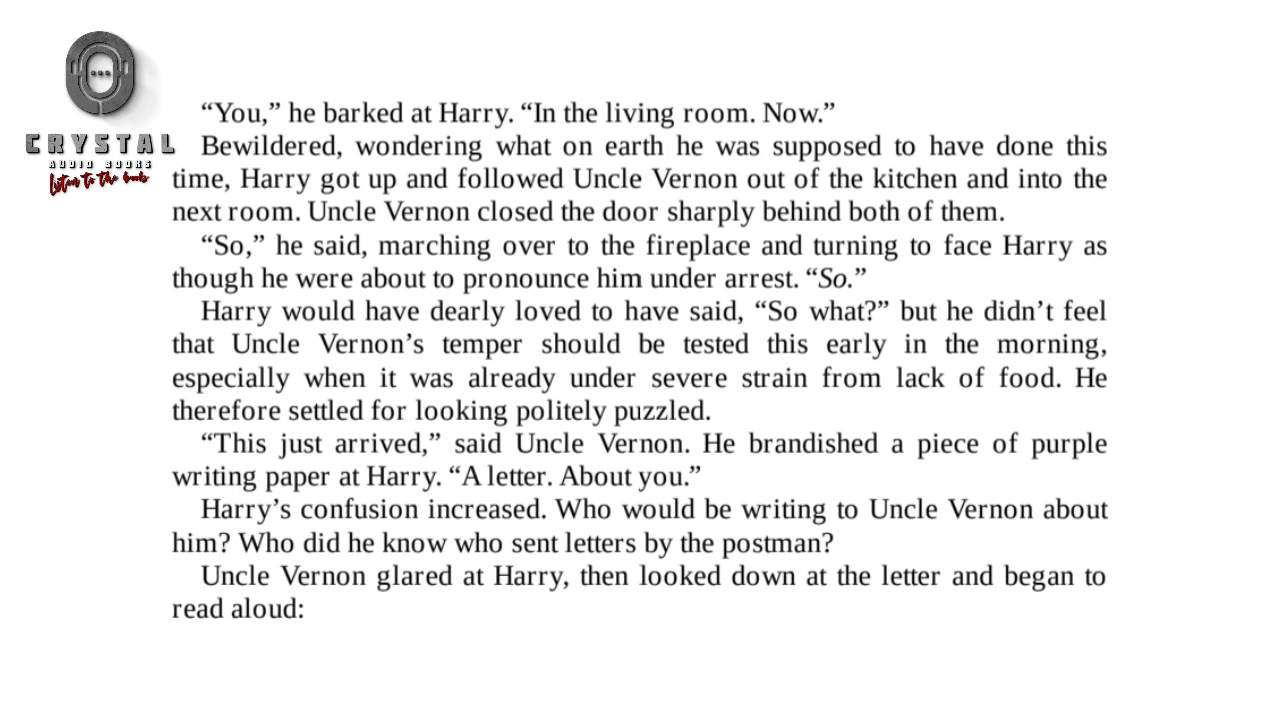 CRYSTAL
AUDIO BOOKS
Listen to the book
“You,” he barked at Harry. “In the living room. Now.”
Bewildered, wondering what on earth he was supposed to have done this
time, Harry got up and followed Uncle Vernon out of the kitchen and into the
next room. Uncle Vernon closed the door sharply behind both of them.
“So,” he said, marching over to the fireplace and turning to face Harry as
though he were about to pronounce him under arrest. “So.”
Harry would have dearly loved to have said, “So what?” but he didn’t feel
that Uncle Vernon’s temper should be tested this early in the morning,
especially when it was already under severe strain from lack of food. He
therefore settled for looking politely puzzled.
“This just arrived,” said Uncle Vernon. He brandished a piece of purple
writing paper at Harry. “A letter. About you.”
Harry’s confusion increased. Who would be writing to Uncle Vernon about
him? Who did he know who sent letters by the postman?
Uncle Vernon glared at Harry, then looked down at the letter and began to
read aloud: